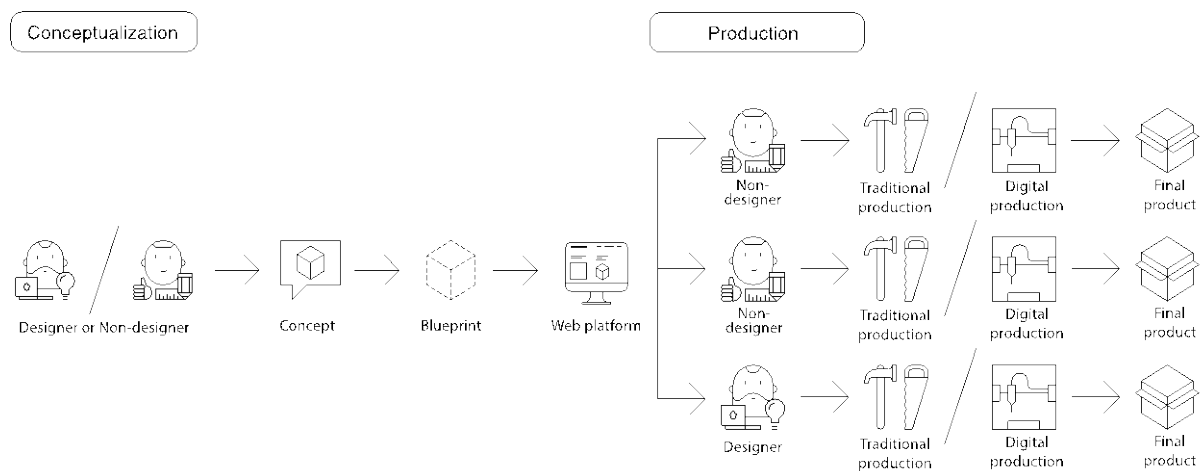 Conceptualization
Production
Non-
designer
Traditional
production
Digital
production
Final
product
Designer or Non-designer
Concept
Blueprint
Web platform
Non-
designer
Traditional
production
Digital
production
Final
product
Designer
Traditional
production
Digital
production
Final
product